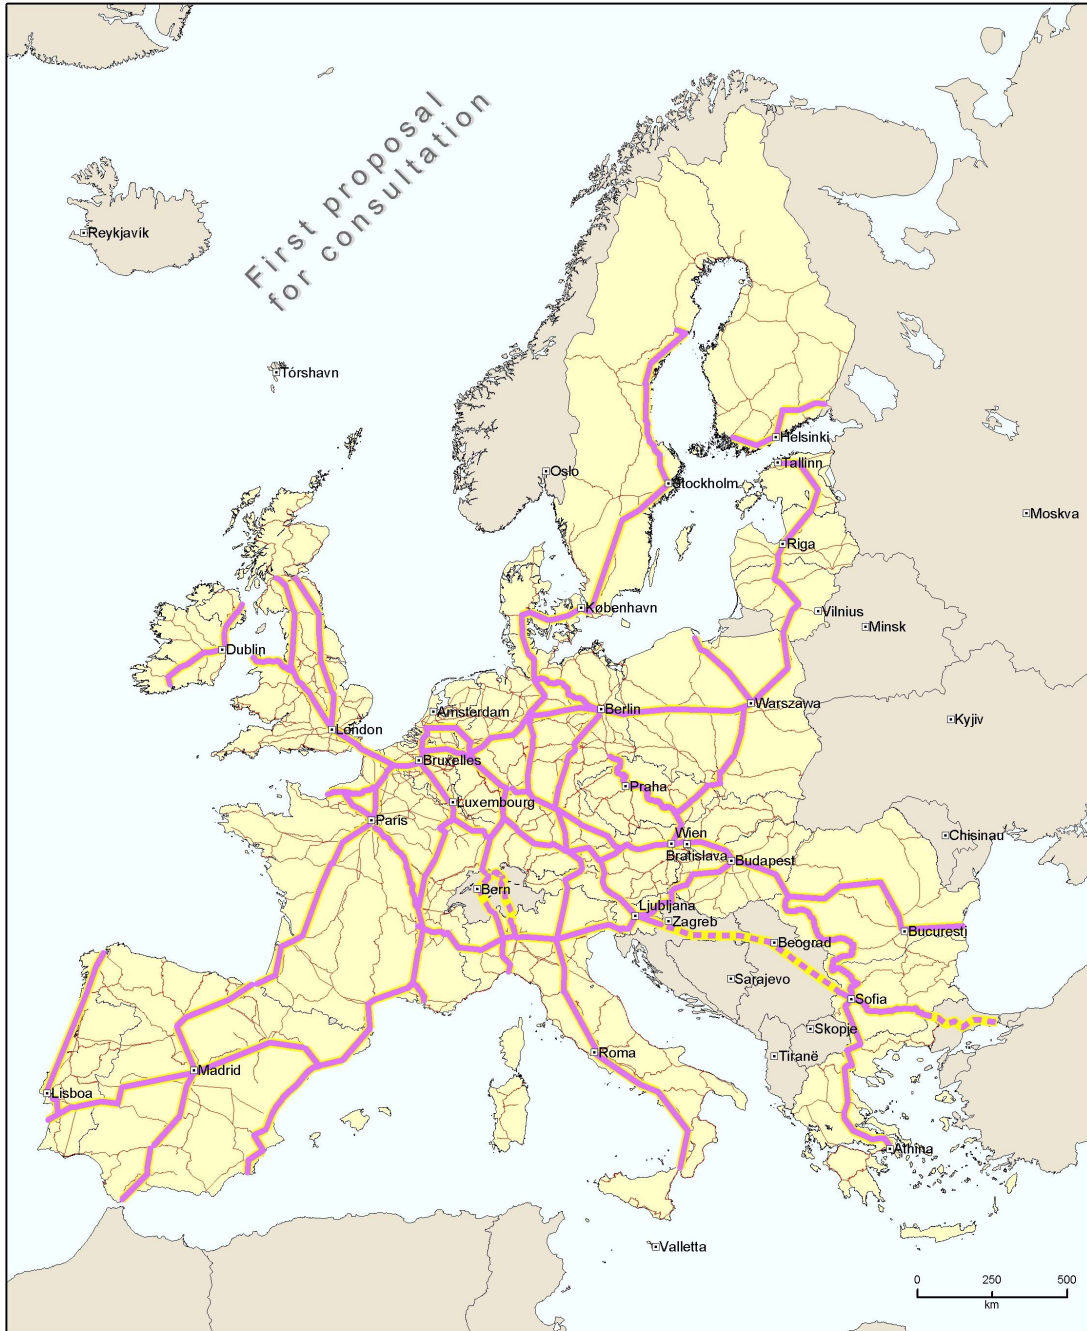 First proposal
for consultation
Reykjavík
Tórshavn
Oslo
Helsinki
Tallinn
Stockholm
Moskva
Riga
København
Vilnius
Minsk
Dublin
Warszawa
Berlin
Amsterdam
Kyjiv
London
Bruxelles
Praha
Luxembourg
Paris
Wien
Chisinau
Bratislava
Budapest
Bern
Ljubljana
Zagreb
Bucuresti
Beograd
Sarajevo
Sofia
Skopje
Roma
Tiranë
Madrid
Lisboa
Athina
Valletta
0 250 500
km